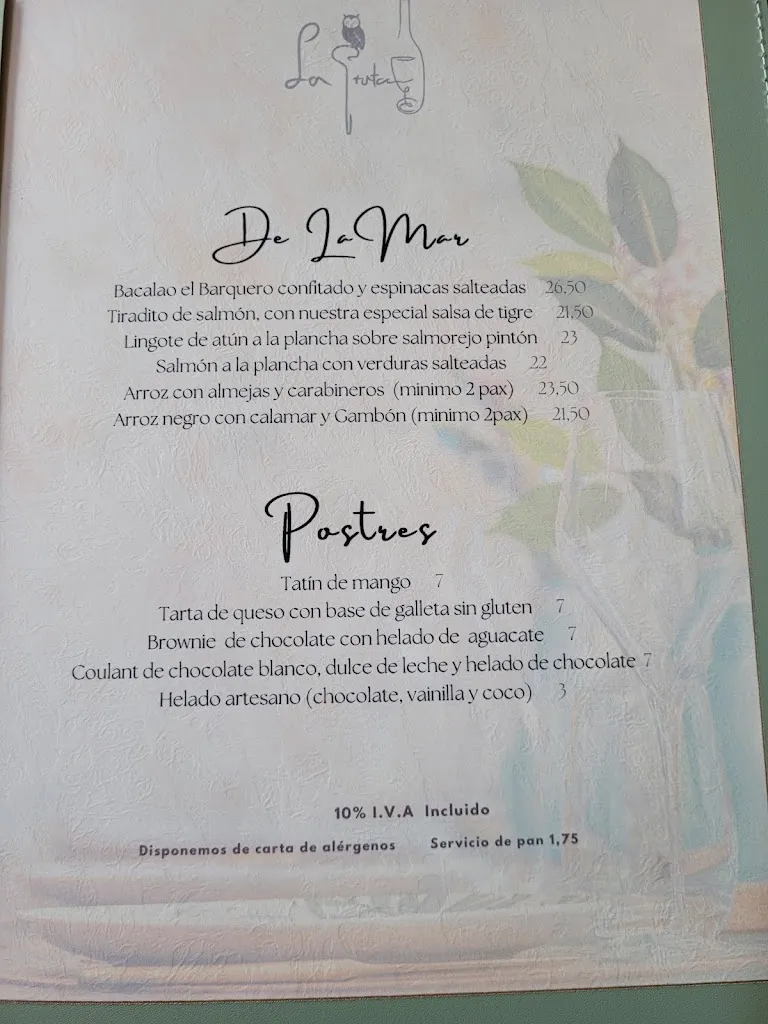 La Gruta
De La Mar
Bacalao el Barquero confitado y espinacas salteadas 26,50
Tiradito de salmón, con nuestra especial salsa de tigre 21,50
Lingote de atún a la plancha sobre salmorejo pintón 23
Salmón a la plancha con verduras salteadas 22
Arroz con almejas y carabineros (minimo 2 pax) 23,50
Arroz negro con calamar y Gambón (minimo 2pax) 21,50
Postres
Tatín de mango 7
Tarta de queso con base de galleta sin gluten 7
Brownie de chocolate con helado de aguacate 7
Coulant de chocolate blanco, dulce de leche y helado de chocolate 7
Helado artesano (chocolate, vainilla y coco) 3
10% I.V.A Incluido
Disponemos de carta de alérgenos Servicio de pan 1,75